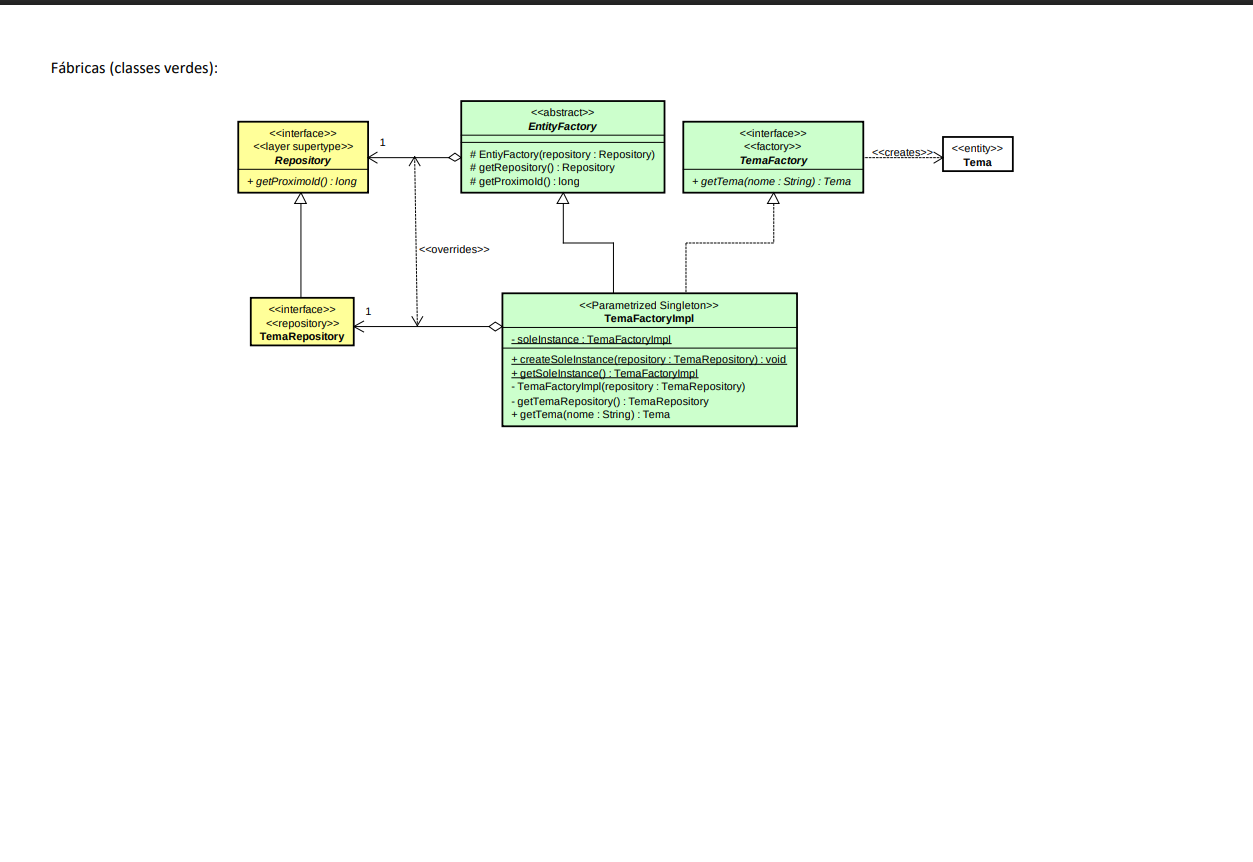 Fábricas (classes verdes):
<<interface>>
<<layer supertype>>
Repository
+ getProximoId() : long
1
<<abstract>>
EntityFactory
# EntiyFactory(repository : Repository)
# getRepository() : Repository
# getProximoId() : long
<<interface>>
<<factory>>
TemaFactory
+ getTema(nome : String) : Tema
<<creates>>
<<entity>>
Tema
<<overrides>>
<<interface>>
<<repository>>
TemaRepository
1
<<Parametrized Singleton>>
TemaFactoryImpl
- soleInstance : TemaFactoryImpl
+ createSoleInstance(repository : TemaRepository) : void
+ getSoleInstance() : TemaFactoryImpl
- TemaFactoryImpl(repository : TemaRepository)
- getTemaRepository() : TemaRepository
+ getTema(nome : String) : Tema